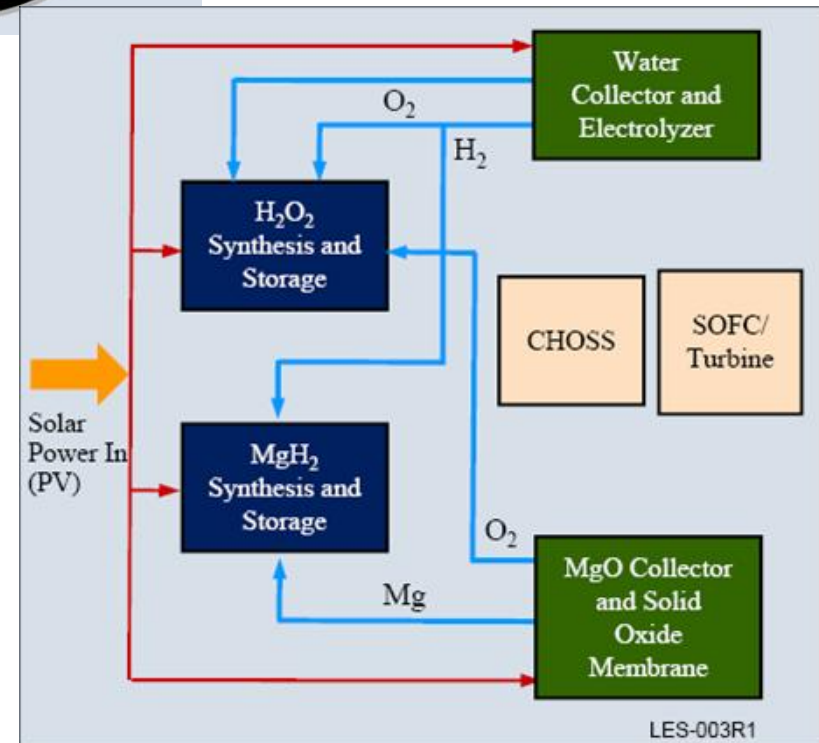 Water
Collector and
Electrolyzer
O₂
H₂
H₂O₂
Synthesis and
Storage
CHOSS
SOFC/
Turbine
Solar
Power In
(PV)
MgH₂
Synthesis and
Storage
O₂
Mg
MgO Collector
and Solid
Oxide
Membrane
LES-003R1